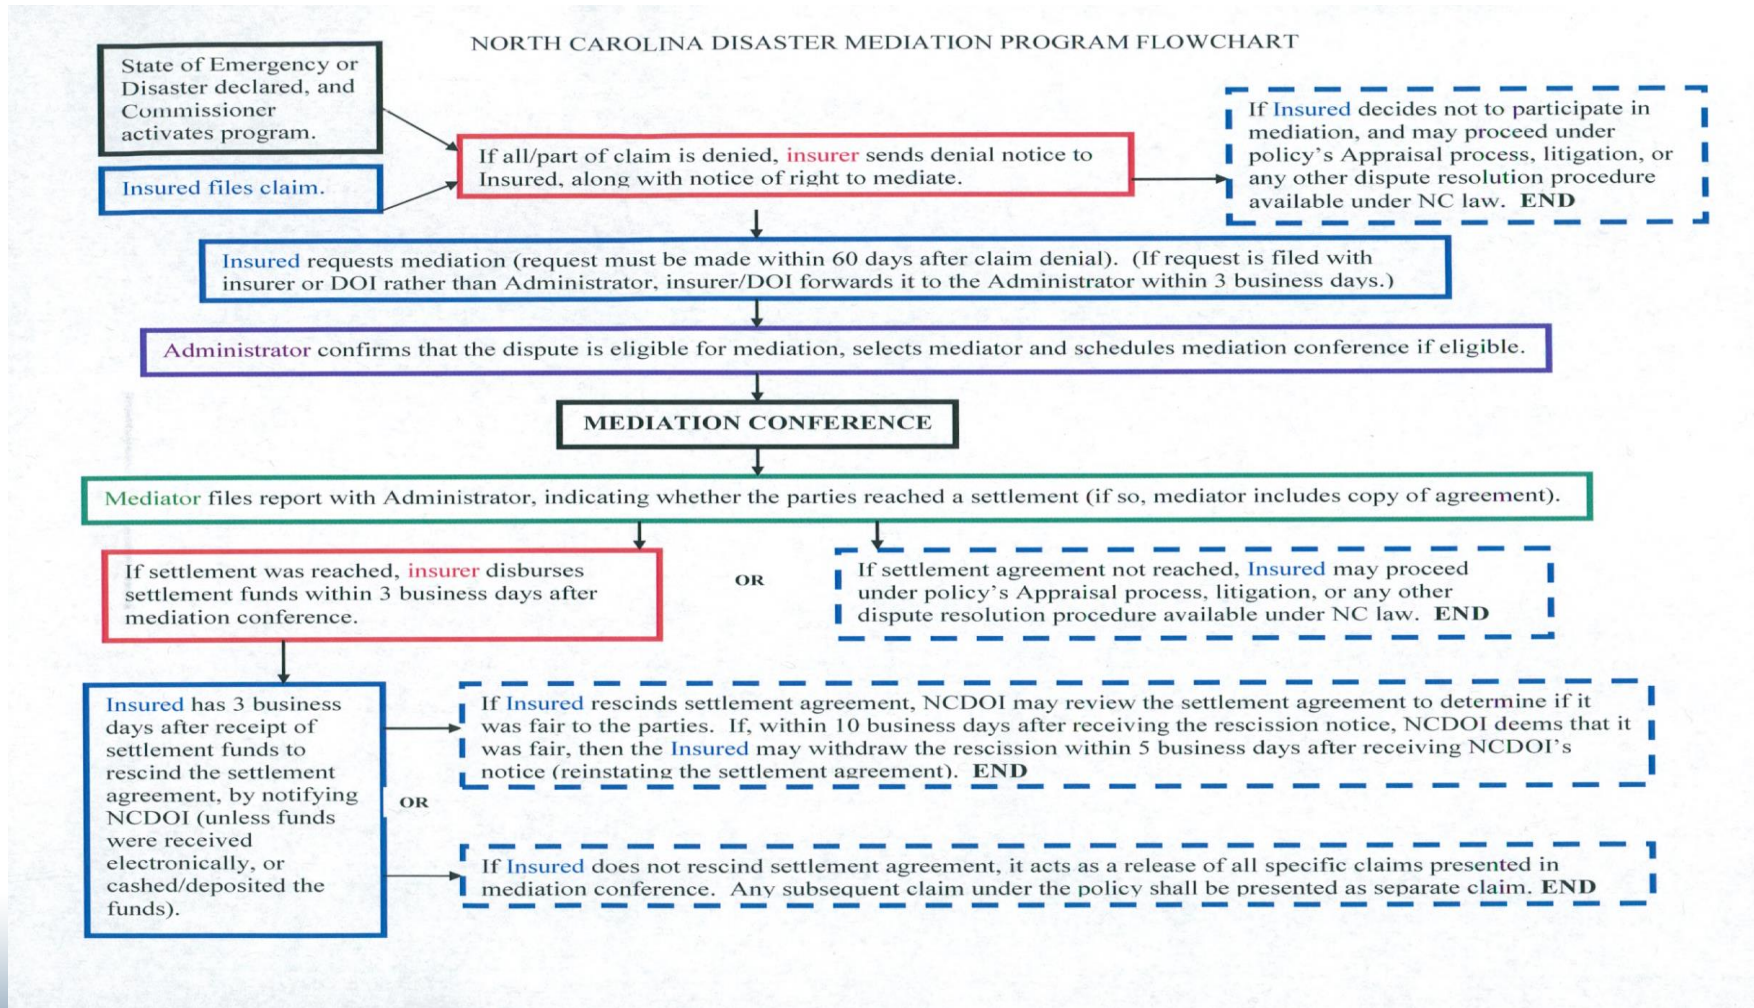 NORTH CAROLINA DISASTER MEDIATION PROGRAM FLOWCHART
State of Emergency or
Disaster declared, and
Commissioner
activates program.
Insured files claim.
If all/part of claim is denied, insurer sends denial notice to
Insured, along with notice of right to mediate.
If Insured decides not to participate in
mediation, and may proceed under
policy's Appraisal process, litigation, or
any other dispute resolution procedure
available under NC law. END
Insured requests mediation (request must be made within 60 days after claim denial). (If request is filed with
insurer or DOI rather than Administrator, insurer/DOI forwards it to the Administrator within 3 business days.)
Administrator confirms that the dispute is eligible for mediation, selects mediator and schedules mediation conference if eligible.
MEDIATION CONFERENCE
Mediator files report with Administrator, indicating whether the parties reached a settlement (if so, mediator includes copy of agreement).
If settlement was reached, insurer disburses
settlement funds within 3 business days after
mediation conference.
OR
If settlement agreement not reached, Insured may proceed
under policy's Appraisal process, litigation, or any other
dispute resolution procedure available under NC law. END
Insured has 3 business
days after receipt of
settlement funds to
rescind the settlement
agreement, by notifying
NCDOI (unless funds
were received
electronically, or
cashed/deposited the
funds).
OR
If Insured rescinds settlement agreement, NCDOI may review the settlement agreement to determine if it
was fair to the parties. If, within 10 business days after receiving the rescission notice, NCDOI deems that it
was fair, then the Insured may withdraw the rescission within 5 business days after receiving NCDOI's
notice (reinstating the settlement agreement). END
If Insured does not rescind settlement agreement, it acts as a release of all specific claims presented in
mediation conference. Any subsequent claim under the policy shall be presented as separate claim. END